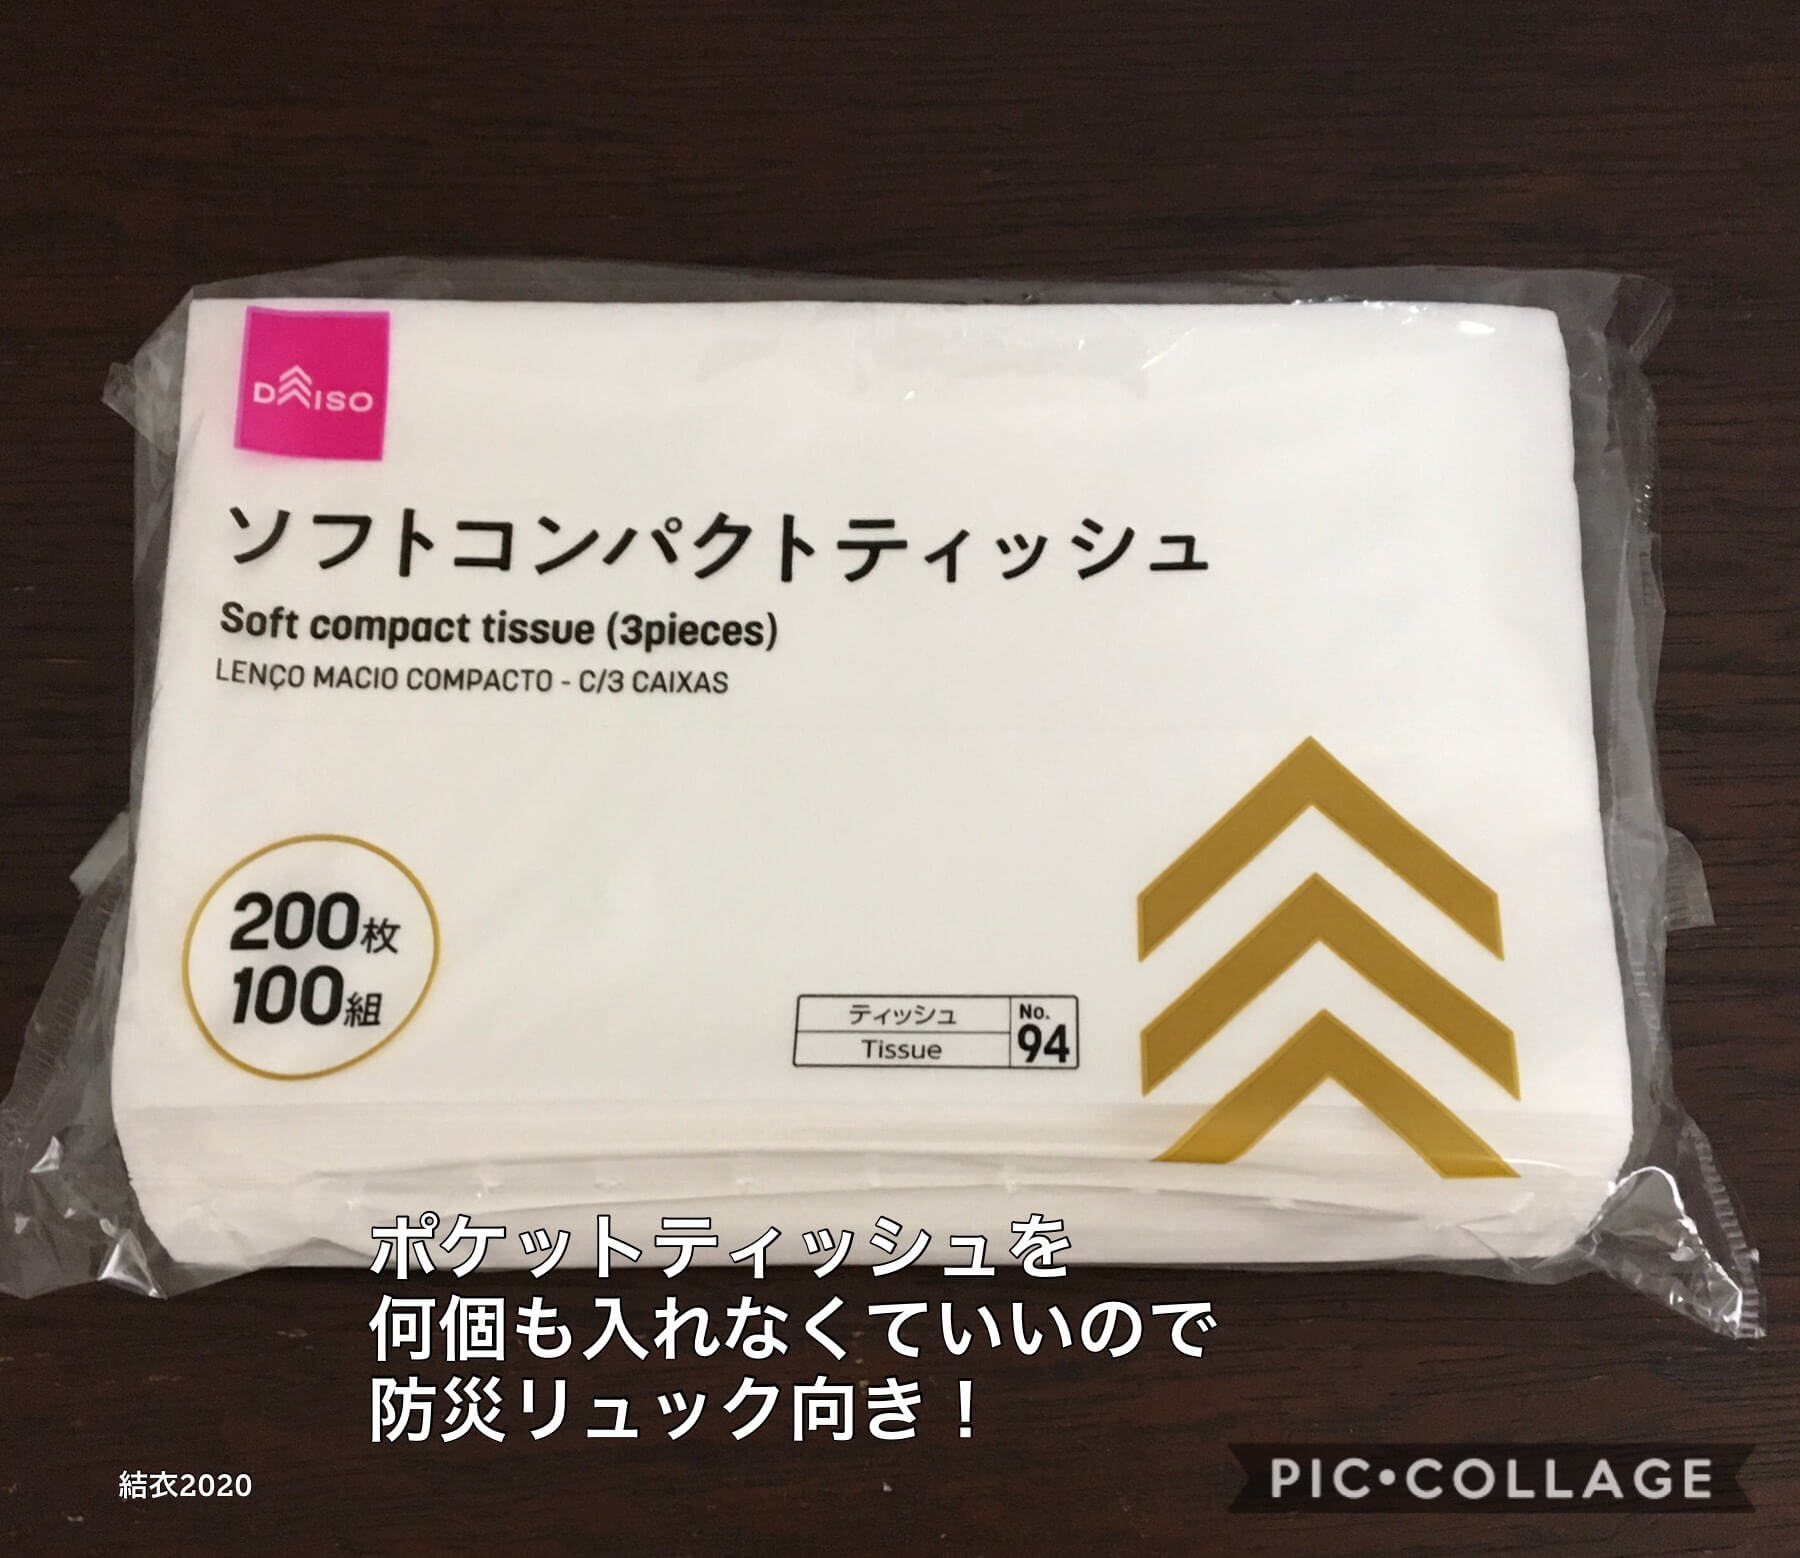 DAISO
ソフトコンパクトティッシュ
Soft compact tissue (3pieces)
LENÇO MACIO COMPACTO - C/3 CAIXAS
200枚
100組
ティッシュ
Tissue
No.
94
ポケットティッシュを
何個も入れなくていいので
防災リュック向き！
結衣2020
PIC•COLLAGE